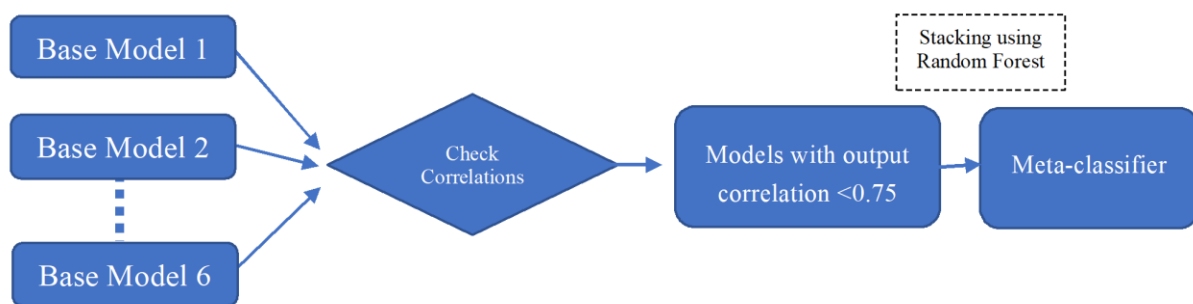 Base Model 1
Base Model 2
Base Model 6
Check
Correlations
Models with output
correlation <0.75
Stacking using
Random Forest
Meta-classifier